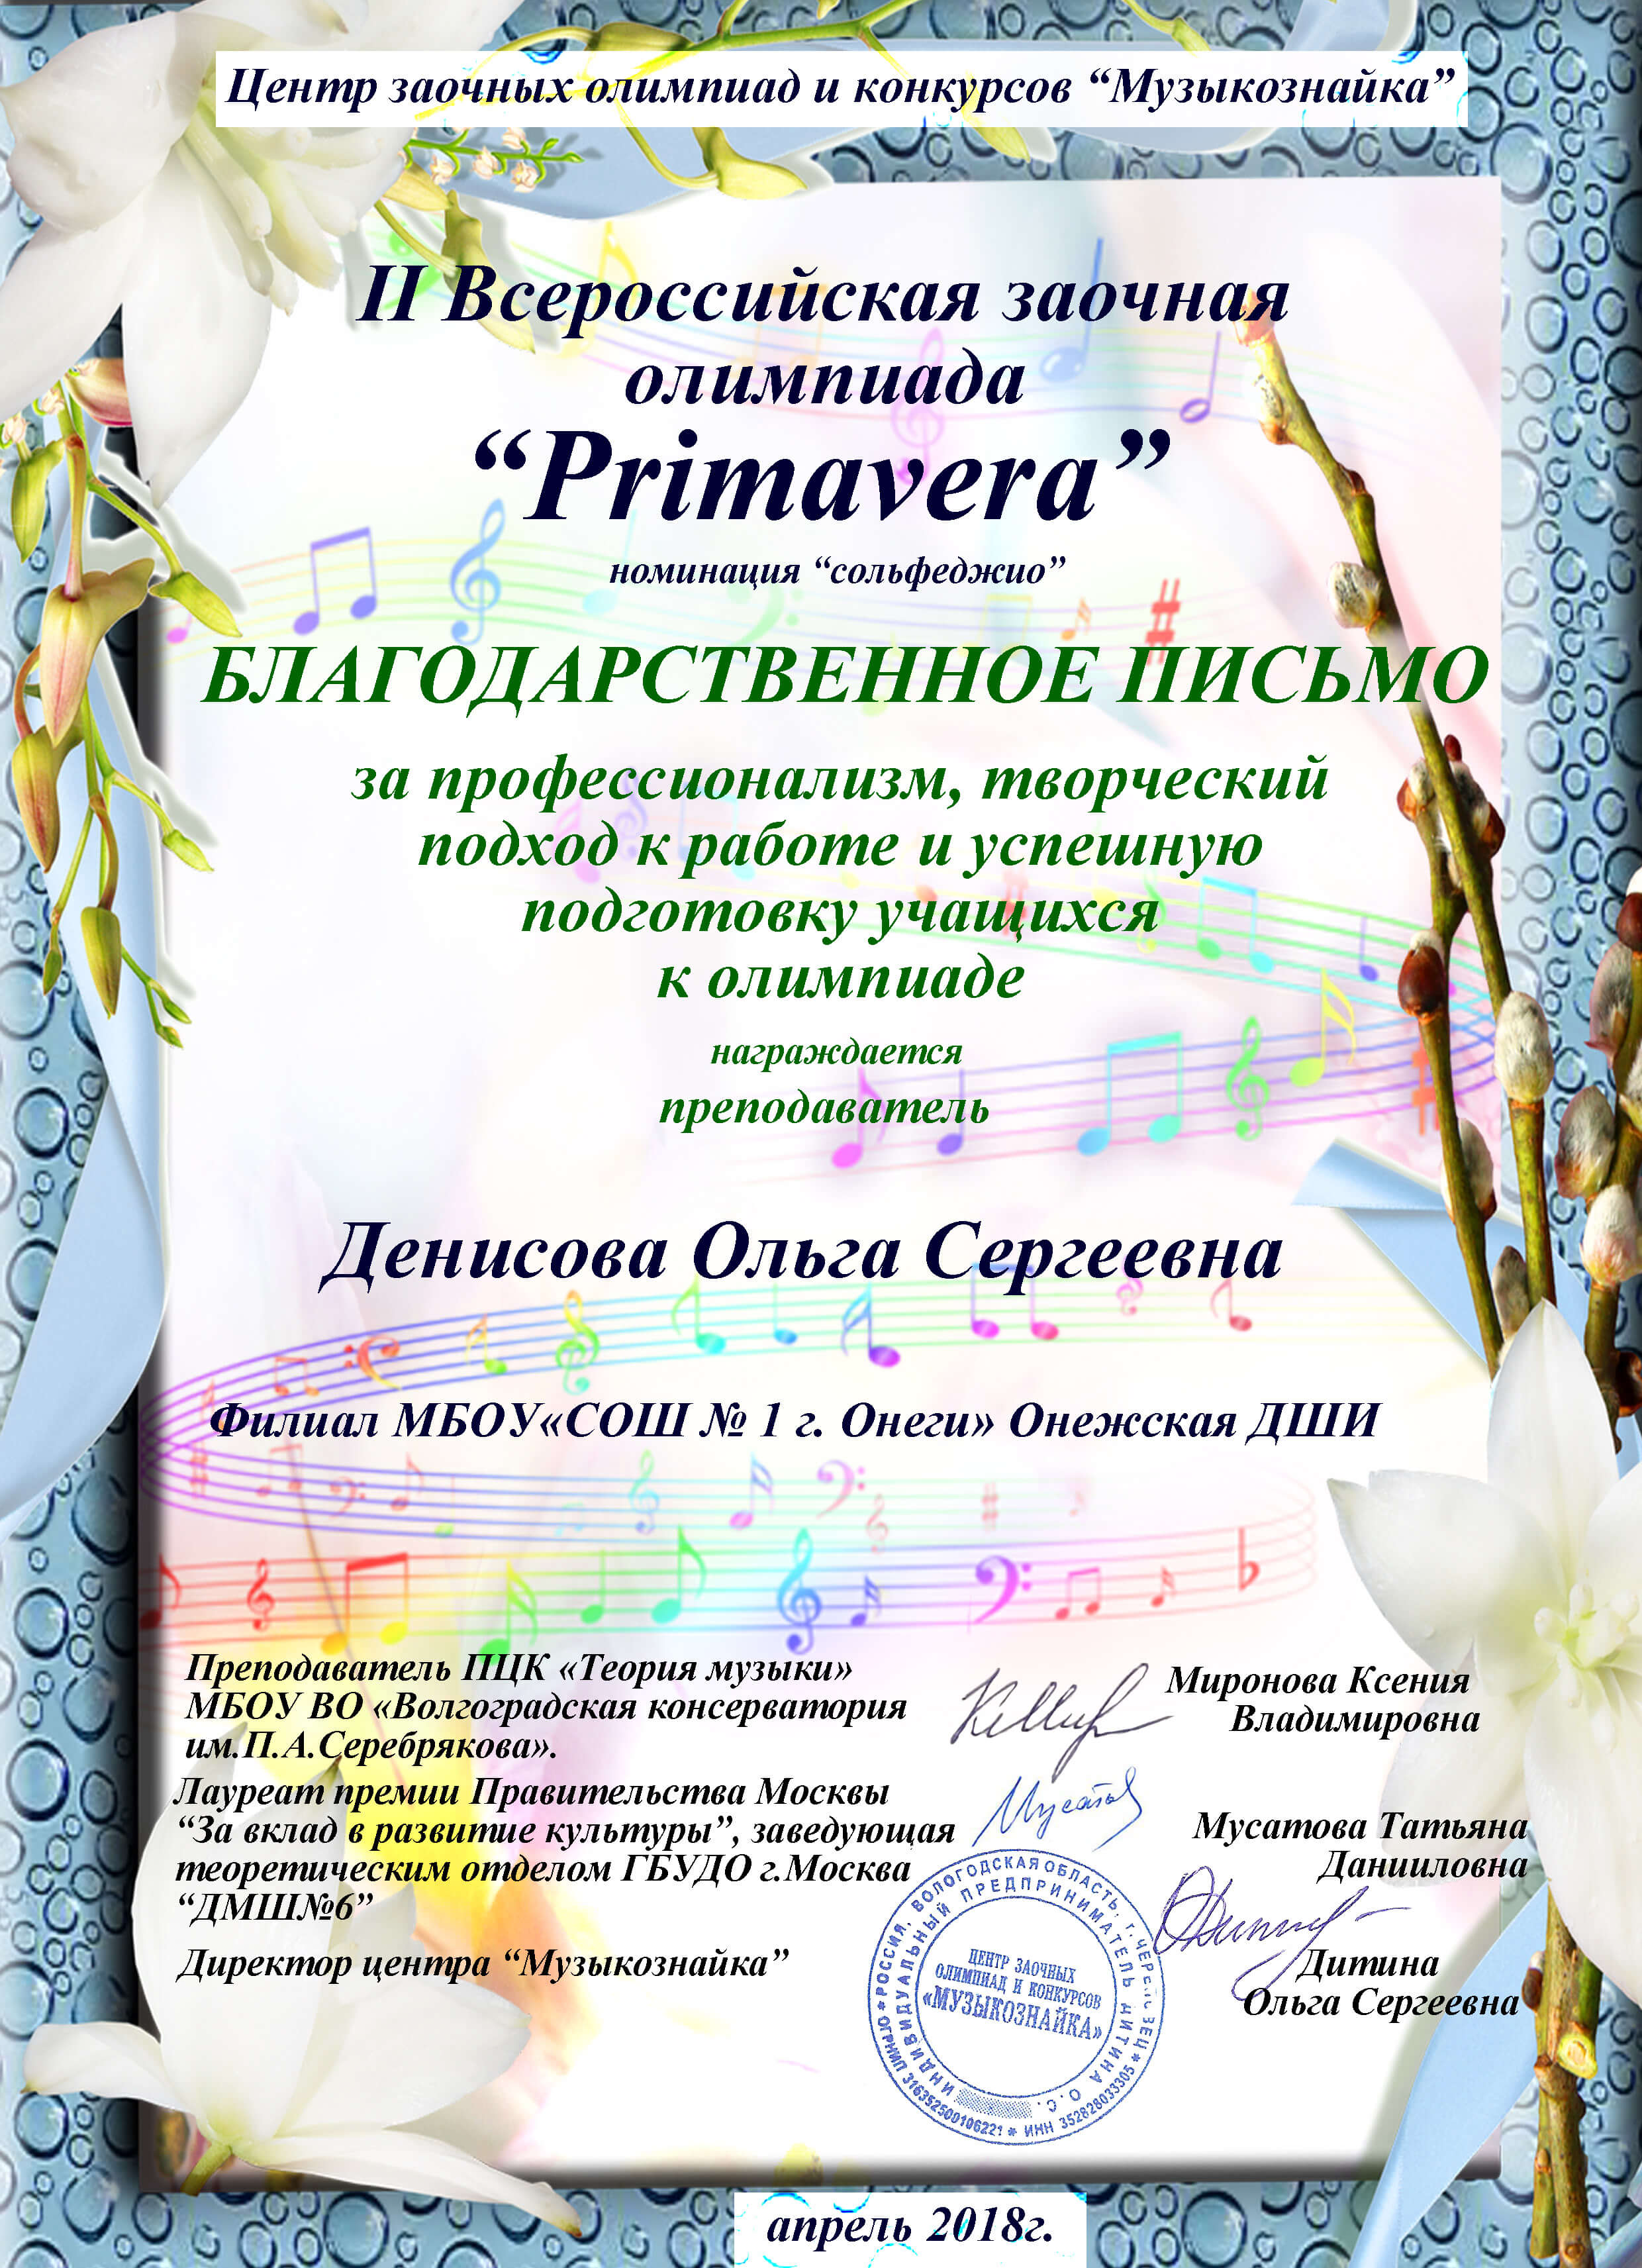 Центр заочных олимпиад и конкурсов “Музыкознайка”
II Всероссийская заочная
олимпиада
“Primavera”
номинация “сольфеджио”
БЛАГОДАРСТВЕННОЕ ПИСЬМО
за профессионализм, творческий
подход к работе и успешную
подготовку учащихся
к олимпиаде
награждается
преподаватель
Денисова Ольга Сергеевна
Филиал МБОУ«СОШ № 1 г. Онеги» Онежская ДШИ
Преподаватель ПЦК «Теория музыки»
МБОУ ВО «Волгоградская консерватория
им.П.А.Серебрякова».
Миронова Ксения
Владимировна
Лауреат премии Правительства Москвы
“За вклад в развитие культуры”, заведующая
теоретическим отделом ГБУДО г.Москва
“ДМШ№6”
Мусатова Татьяна
Данииловна
Директор центра “Музыкознайка”
Дитина
Ольга Сергеевна
РОССИЯ, ВОЛОГОДСКАЯ ОБЛАСТЬ, г. ЧЕРЕПОВЕЦ * ИНН 352828033305 * ОГРНИП 316352500106221 *
ИНДИВИДУАЛЬНЫЙ ПРЕДПРИНИМАТЕЛЬ ДИТИНА О.С.
ЦЕНТР ЗАОЧНЫХ
ОЛИМПИАД И КОНКУРСОВ
«МУЗЫКОЗНАЙКА»
апрель 2018г.